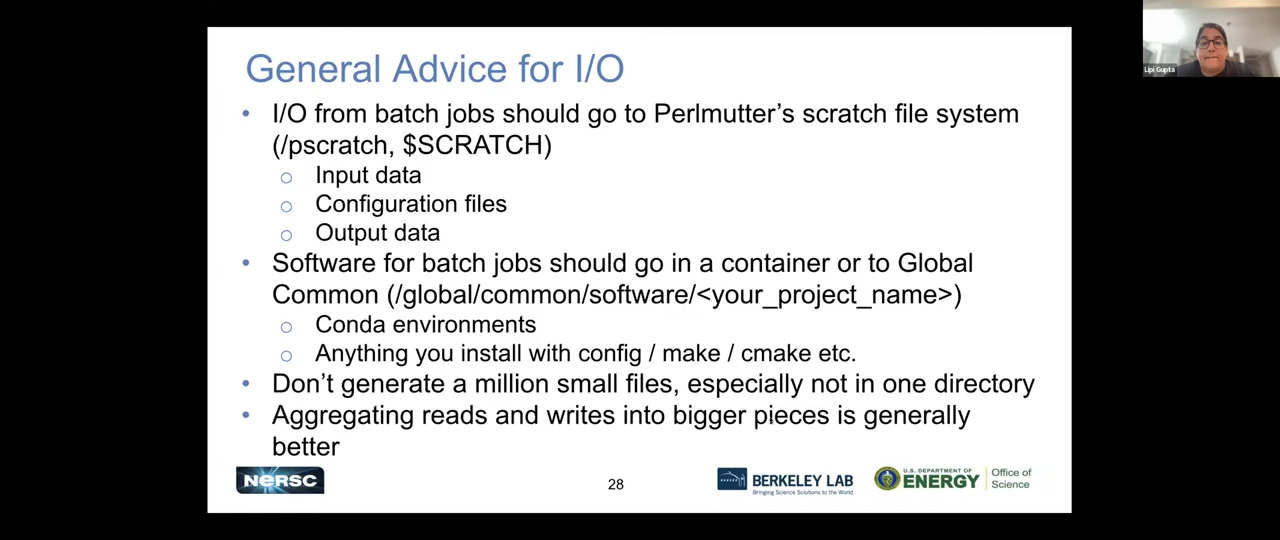 General Advice for I/O
• I/O from batch jobs should go to Perlmutter's scratch file system
(/pscratch, $SCRATCH)
o Input data
o Configuration files
o Output data
• Software for batch jobs should go in a container or to Global
Common (/global/common/software/<your_project_name>)
o Conda environments
o Anything you install with config / make / cmake etc.
• Don't generate a million small files, especially not in one directory
• Aggregating reads and writes into bigger pieces is generally
better
NERSC
28
BERKELEY LAB
Bringing Science Solutions to the World
U.S. DEPARTMENT OF
ENERGY
Office of
Science
Lipi Gupta